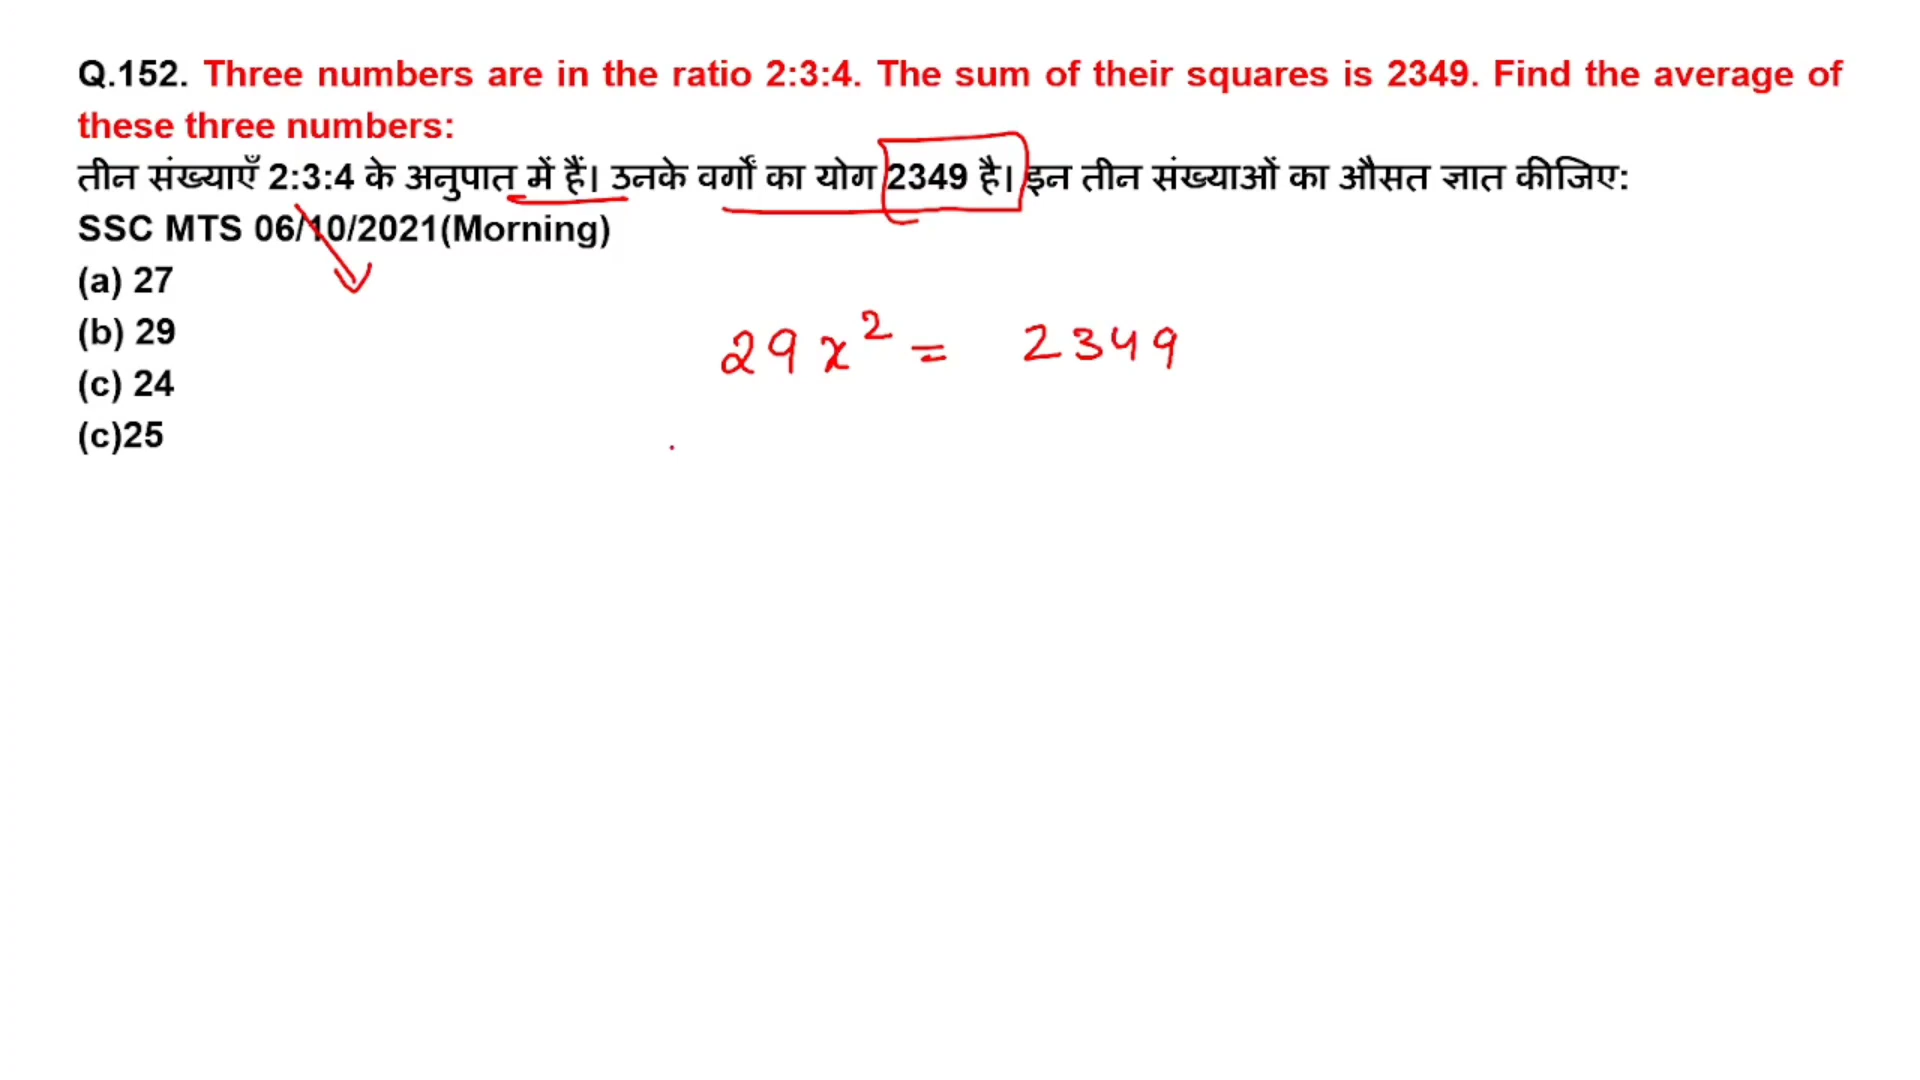 Q.152. Three numbers are in the ratio 2:3:4. The sum of their squares is 2349. Find the average of
these three numbers:
तीन संख्याएँ 2:3:4 के अनुपात में हैं। उनके वर्गों का योग 2349 है। इन तीन संख्याओं का औसत ज्ञात कीजिए:
SSC MTS 06/10/2021(Morning)
(a) 27
(b) 29
(c) 24
(c)25
29x² = 2349